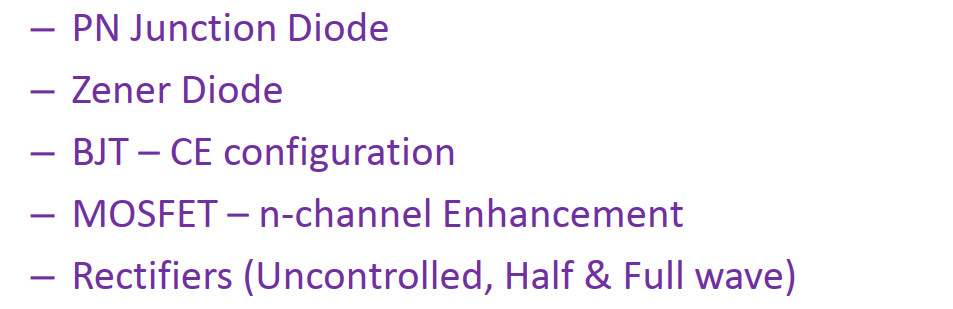 – PN Junction Diode
– Zener Diode
– BJT – CE configuration
– MOSFET – n-channel Enhancement
– Rectifiers (Uncontrolled, Half & Full wave)